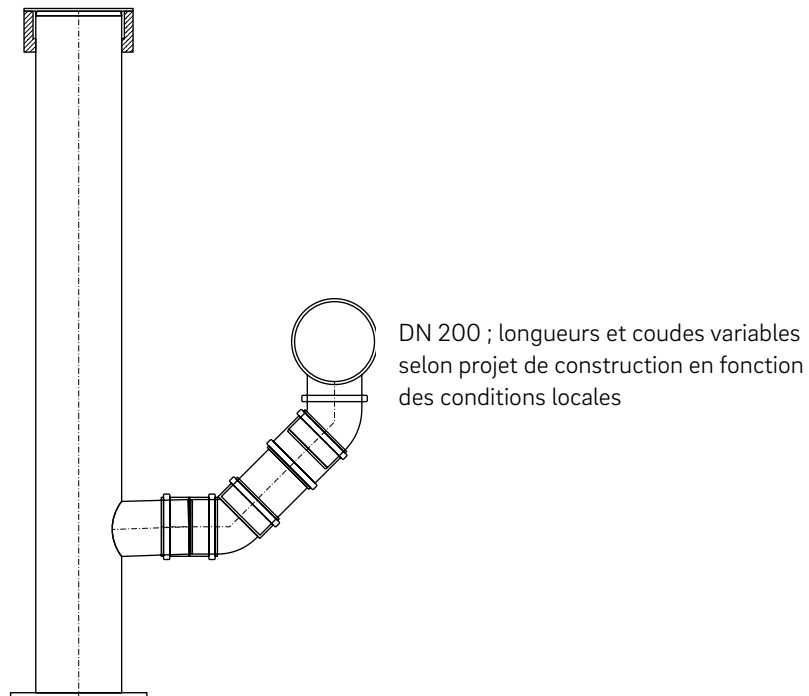 DN 200 ; longueurs et coudes variables
selon projet de construction en fonction
des conditions locales